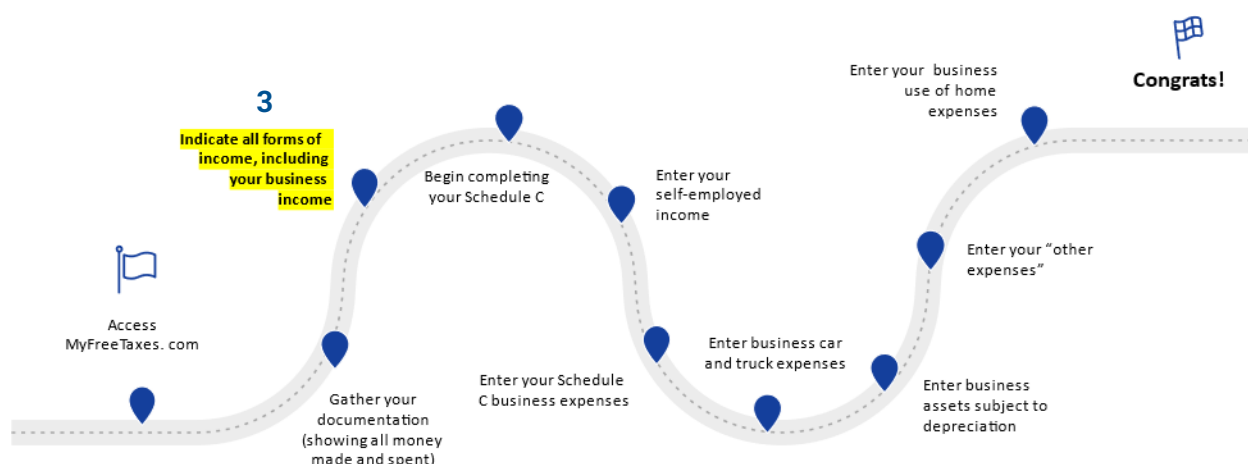 Access
MyFreeTaxes. com
Gather your
documentation
(showing all money
made and spent)
3
Indicate all forms of
income, including
your business
income
Begin completing
your Schedule C
Enter your
self-employed
income
Enter your Schedule
C business expenses
Enter business car
and truck expenses
Enter business
assets subject to
depreciation
Enter your “other
expenses”
Enter your business
use of home
expenses
Congrats!